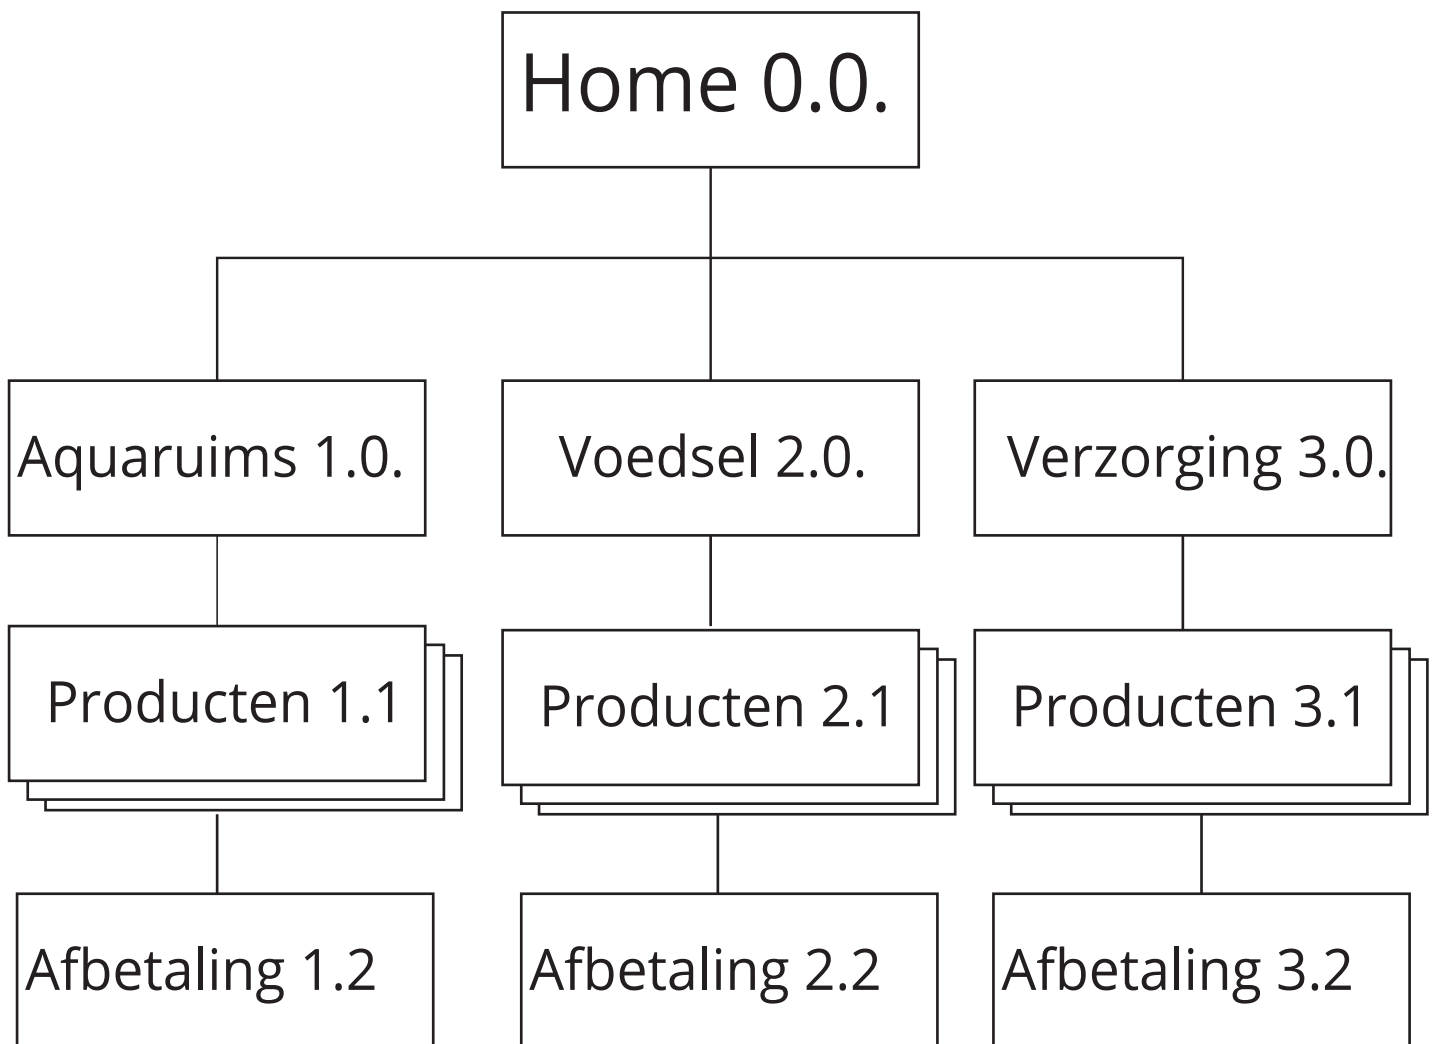 Home 0.0.
Aquaruims 1.0.
Voedsel 2.0.
Verzorging 3.0.
Producten 1.1
Producten 2.1
Producten 3.1
Afbetaling 1.2
Afbetaling 2.2
Afbetaling 3.2